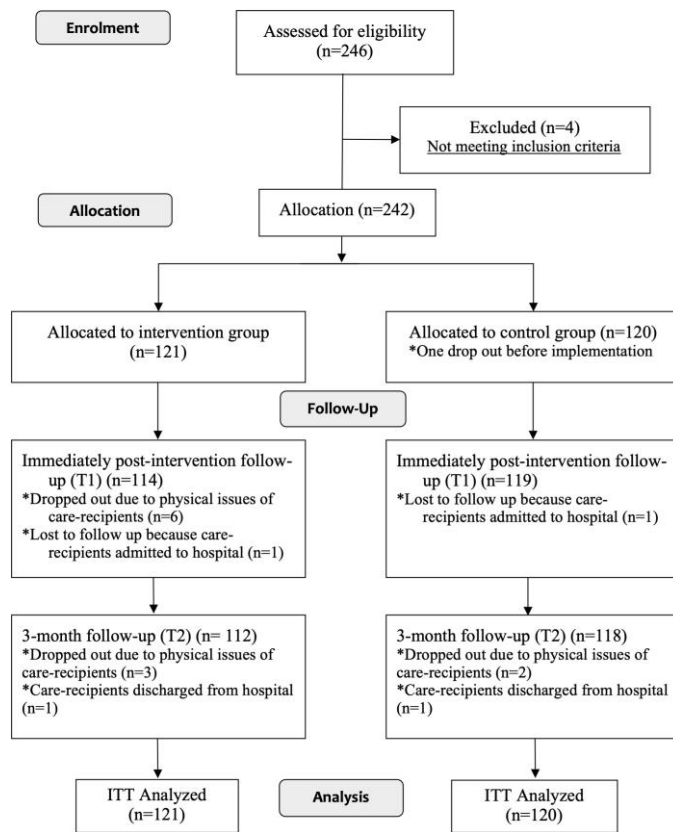 Enrolment
Assessed for eligibility
(n=246)
Excluded (n=4)
Not meeting inclusion criteria
Allocation
Allocation (n=242)
Allocated to intervention group
(n=121)
Allocated to control group (n=120)
*One drop out before implementation
Follow-Up
Immediately post-intervention follow-
up (T1) (n=114)
*Dropped out due to physical issues of
care-recipients (n=6)
*Lost to follow up because care-
recipients admitted to hospital (n=1)
Immediately post-intervention follow-
up (T1) (n=119)
*Lost to follow up because care-
recipients admitted to hospital (n=1)
3-month follow-up (T2) (n= 112)
*Dropped out due to physical issues of
care-recipients (n=3)
*Care-recipients discharged from hospital
(n=1)
3-month follow-up (T2) (n=118)
*Dropped out due to physical issues of
care-recipients (n=2)
*Care-recipients discharged from hospital
(n=1)
ITT Analyzed
(n=121)
Analysis
ITT Analyzed
(n=120)